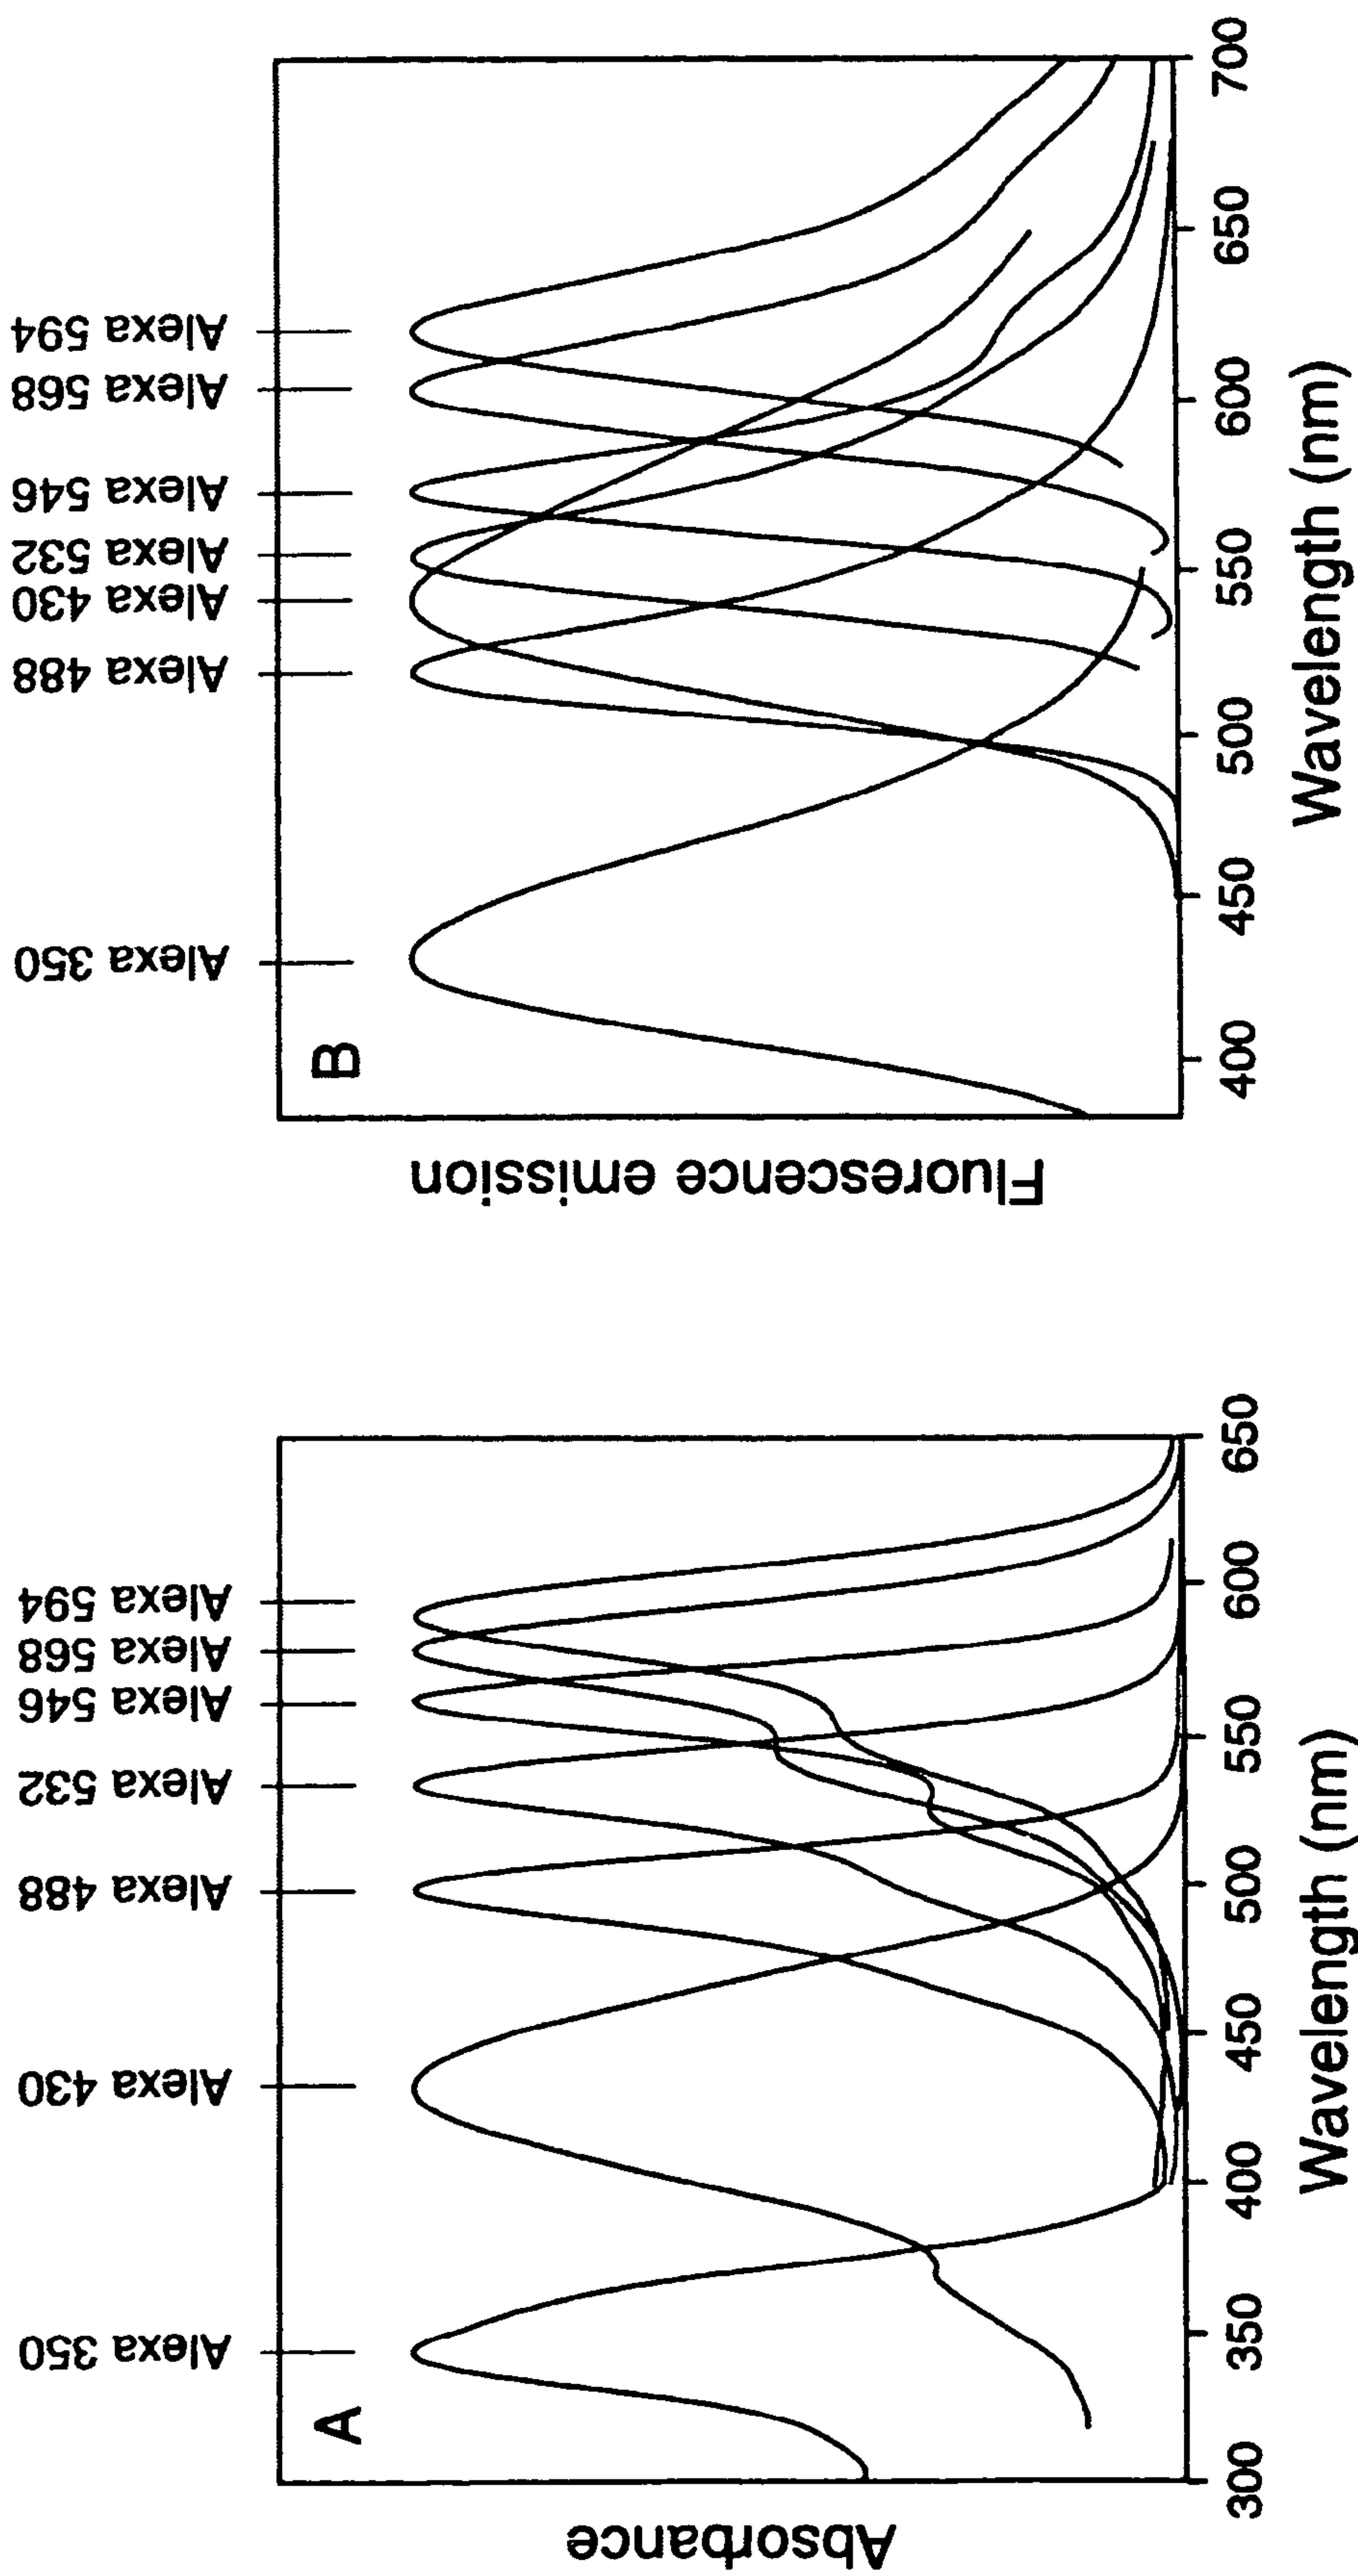 A
Alexa 350
Alexa 430
Alexa 488
Alexa 532
Alexa 546
Alexa 568
Alexa 594
Absorbance
300
350
400
450
500
550
600
650
Wavelength (nm)
B
Alexa 350
Alexa 488
Alexa 430
Alexa 532
Alexa 546
Alexa 568
Alexa 594
Fluorescence emission
400
450
500
550
600
650
700
Wavelength (nm)